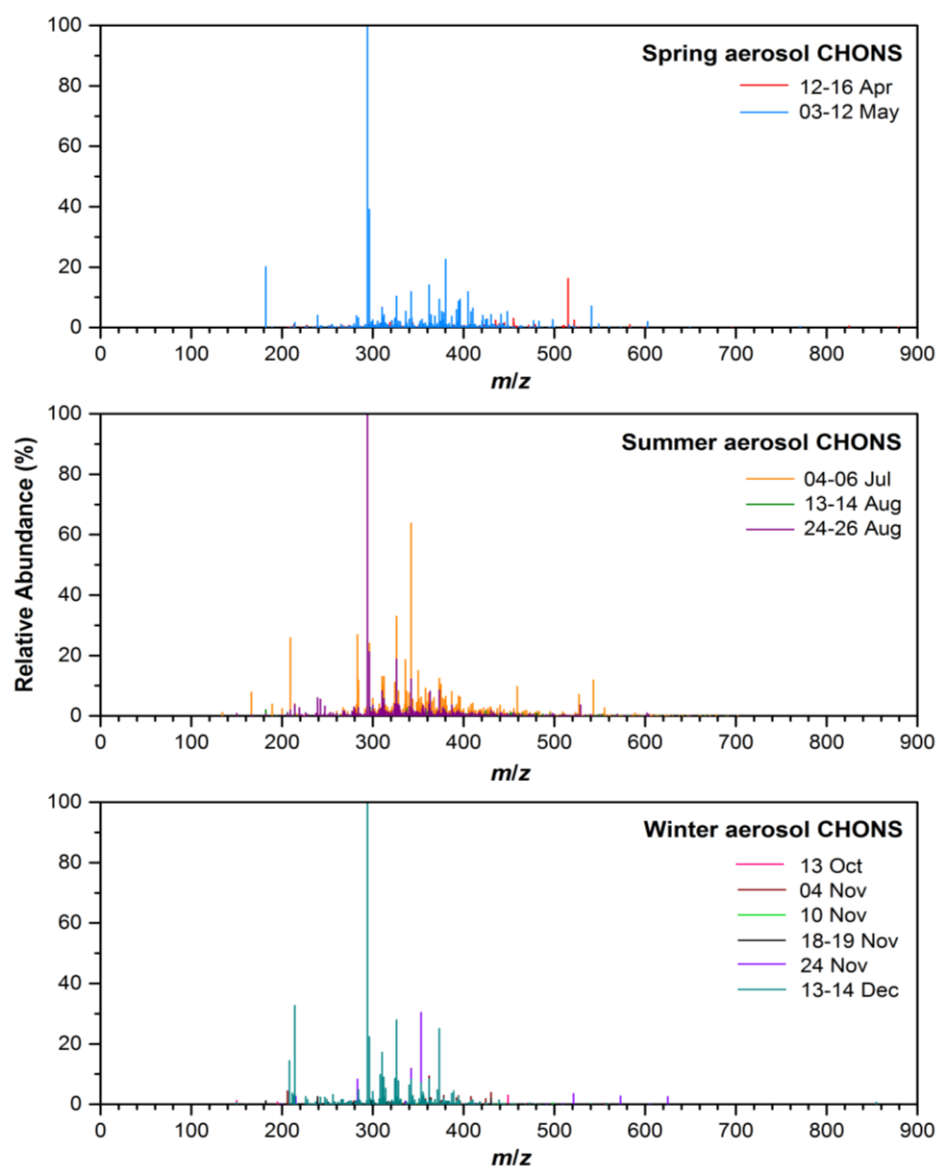 100
80
60
40
20
0
Spring aerosol CHONS
12-16 Apr
03-12 May
0 100 200 300 400 500 600 700 800 900
m/z
Relative Abundance (%)
100
80
60
40
20
0
Summer aerosol CHONS
04-06 Jul
13-14 Aug
24-26 Aug
0 100 200 300 400 500 600 700 800 900
m/z
100
80
60
40
20
0
Winter aerosol CHONS
13 Oct
04 Nov
10 Nov
18-19 Nov
24 Nov
13-14 Dec
0 100 200 300 400 500 600 700 800 900
m/z